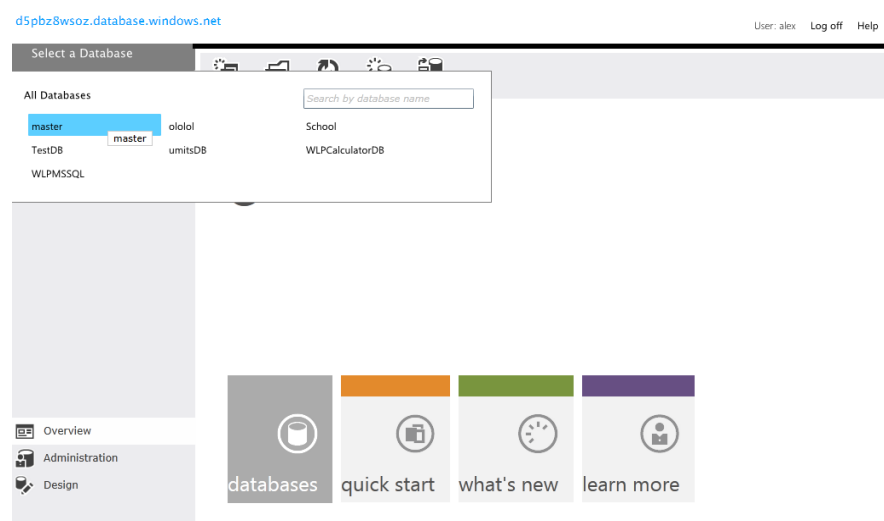 d5pbz8wsoz.database.windows.net
User: alex Log off Help
Select a Database
All Databases
Search by database name
master ololol School
master
TestDB umitsDB WLPCalculatorDB
WLPMSSQL
Overview
Administration
Design
databases quick start what's new learn more